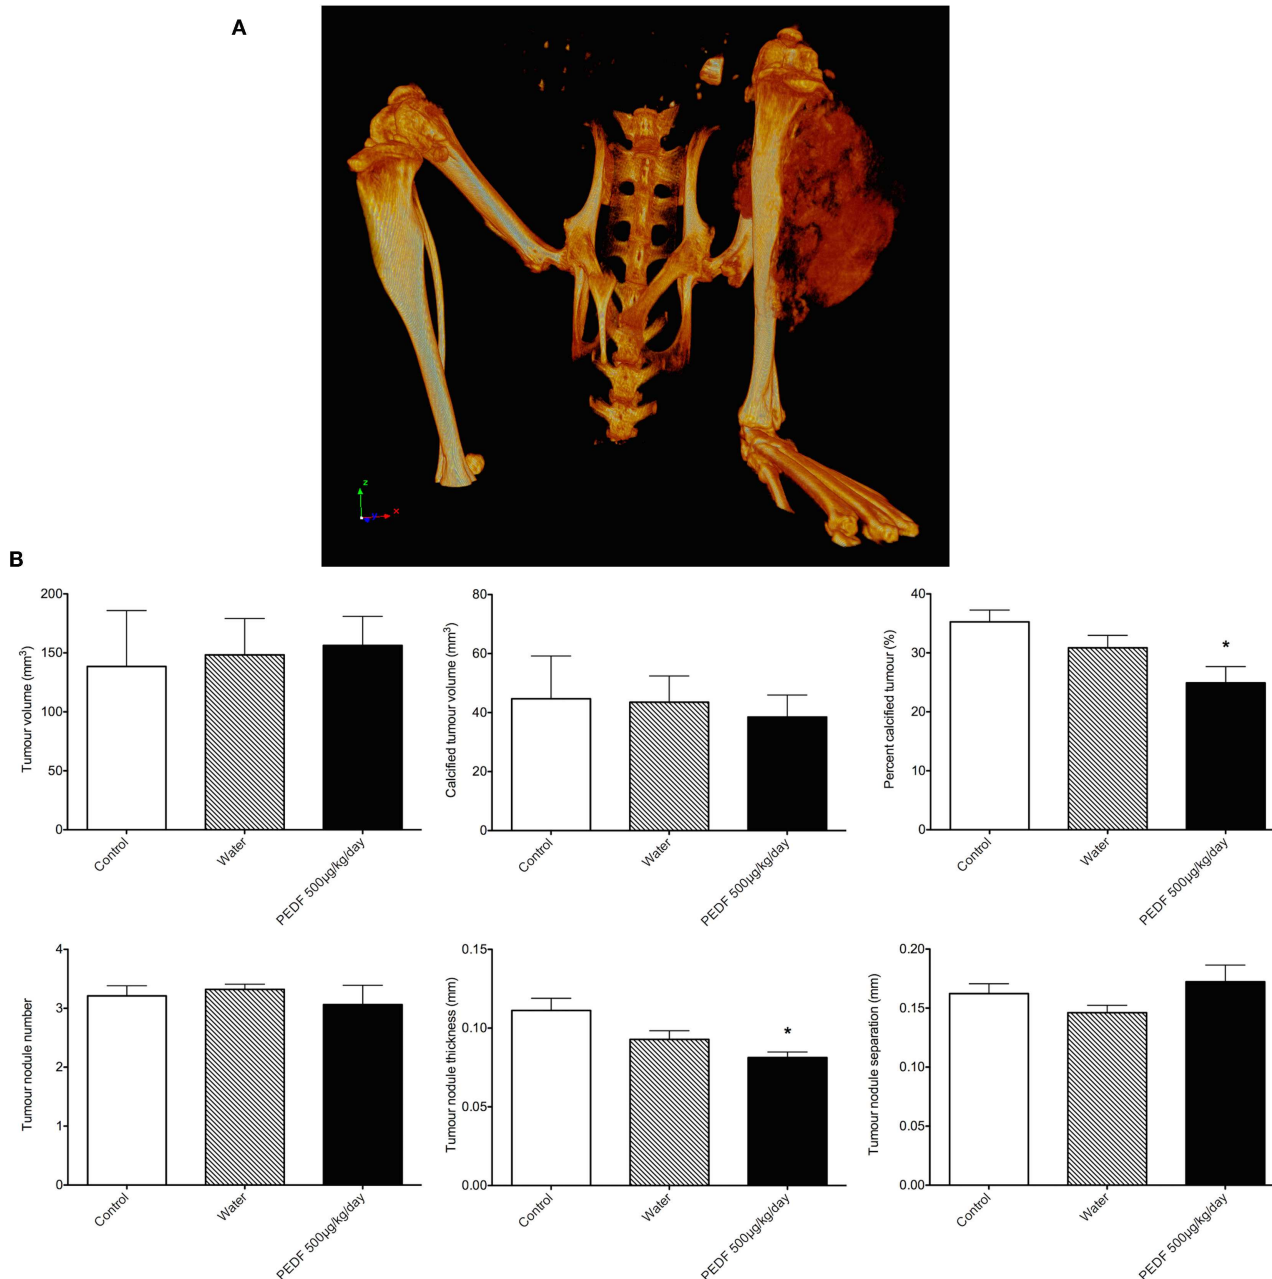 A
z
x
B
Tumour volume (mm³)
200
150
100
50
0
Control
Water
PEDF 500µg/kg/day
Calcified tumour volume (mm³)
80
60
40
20
0
Control
Water
PEDF 500µg/kg/day
Percent calcified tumour (%)
40
30
20
10
0
*
Control
Water
PEDF 500µg/kg/day
Tumour nodule number
4
3
2
1
0
Control
Water
PEDF 500µg/kg/day
Tumour nodule thickness (mm)
0.15
0.10
0.05
0.00
*
Control
Water
PEDF 500µg/kg/day
Tumour nodule separation (mm)
0.20
0.15
0.10
0.05
0.00
Control
Water
PEDF 500µg/kg/day